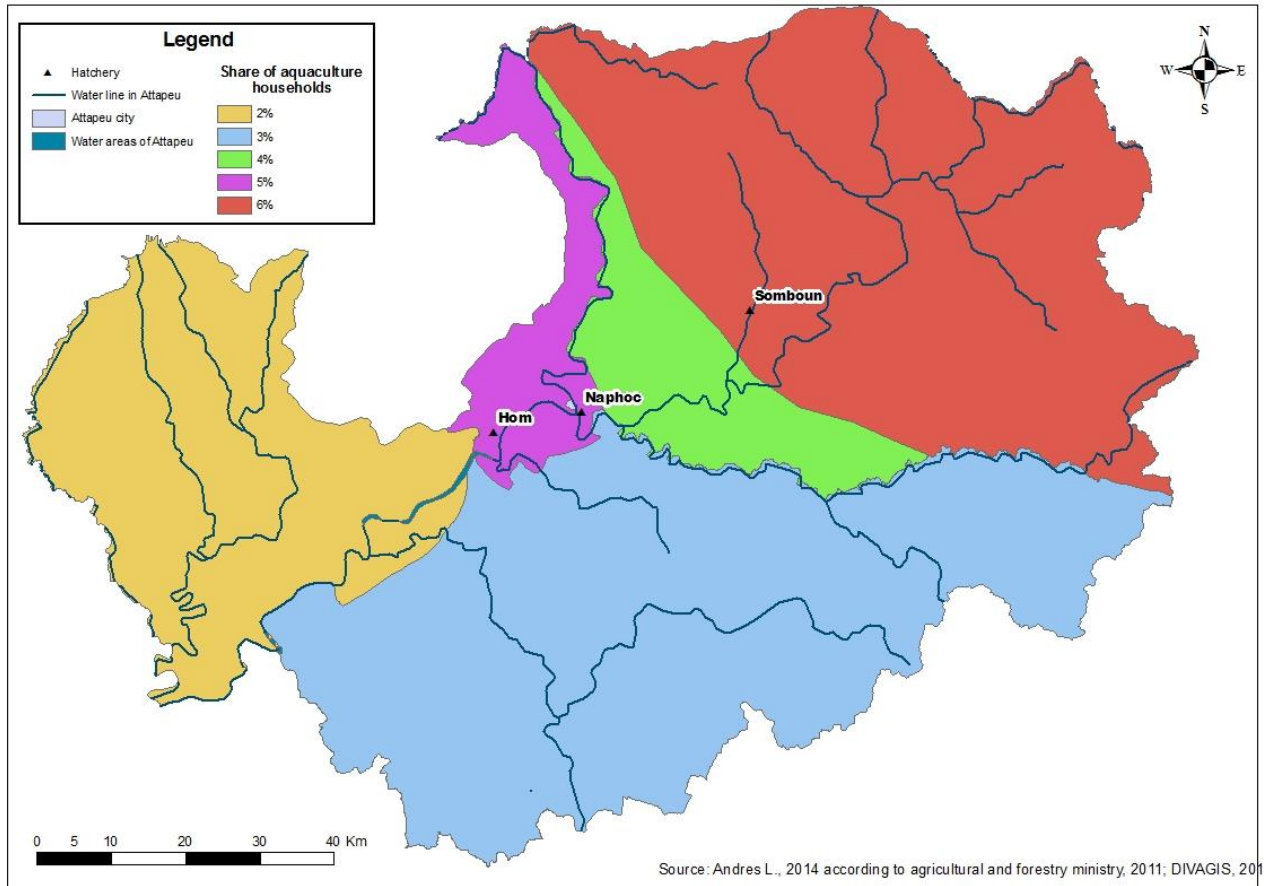 Legend
Hatchery
Water line in Attapeu
Attapeu city
Water areas of Attapeu
Share of aquaculture
households
2%
3%
4%
5%
6%
N
W E
S
Somboun
Naphoc
Hom
0 5 10 20 30 40 Km
Source: Andres L., 2014 according to agricultural and forestry ministry, 2011; DIVAGIS, 201